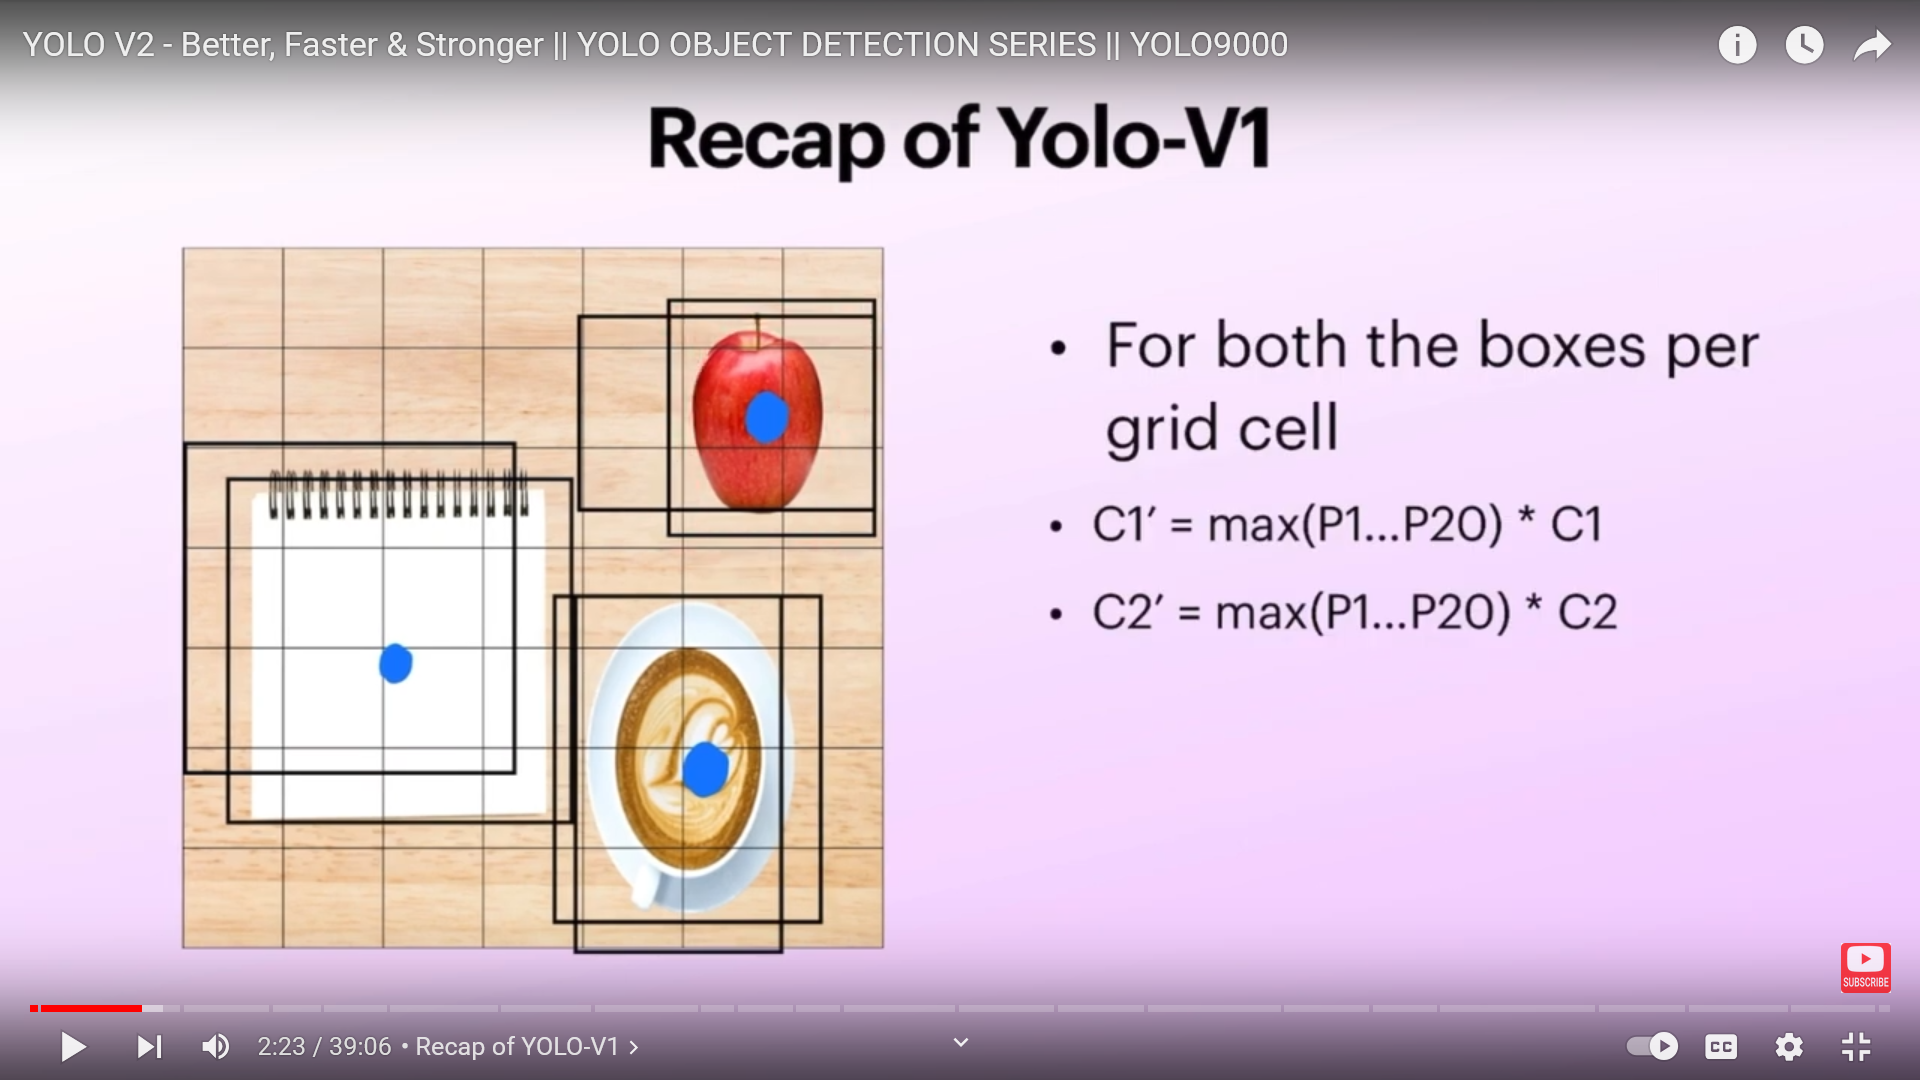 YOLO V2 - Better, Faster & Stronger || YOLO OBJECT DETECTION SERIES || YOLO9000
Recap of Yolo-V1
• For both the boxes per
grid cell
• C1′ = max(P1...P20) * C1
• C2′ = max(P1...P20) * C2
SUBSCRIBE
2:23 / 39:06 • Recap of YOLO-V1 >
CC